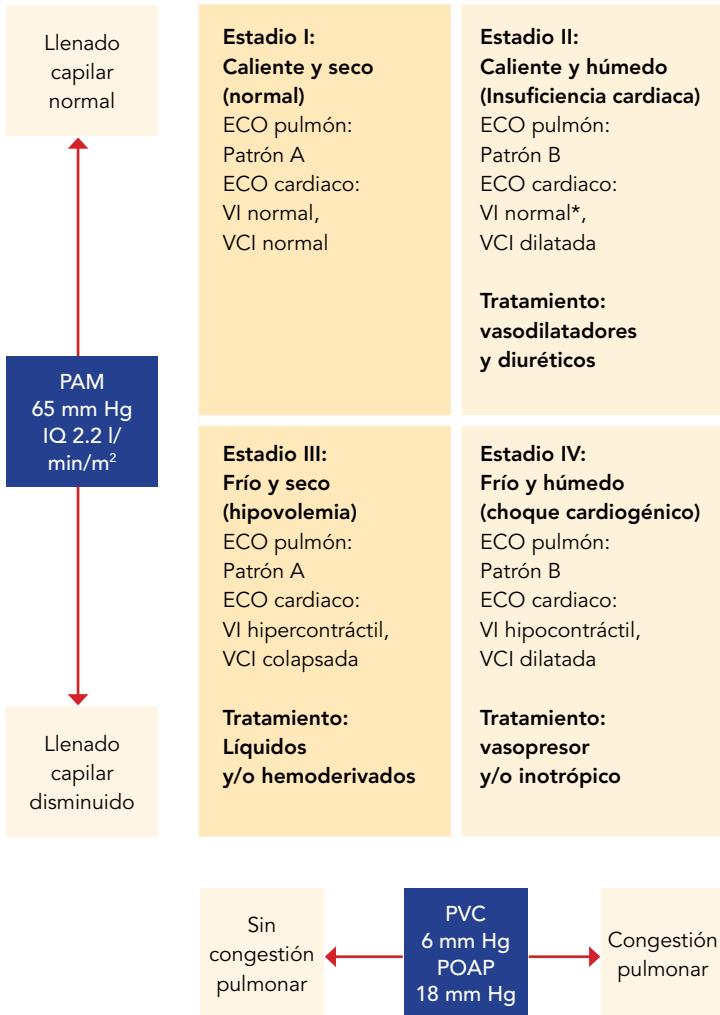 Llenado
capilar
normal
Estadio I:
Caliente y seco
(normal)
ECO pulmón:
Patrón A
ECO cardiaco:
VI normal,
VCI normal
Estadio II:
Caliente y húmedo
(Insuficiencia cardiaca)
ECO pulmón:
Patrón B
ECO cardiaco:
VI normal*,
VCI dilatada
Tratamiento:
vasodilatadores
y diuréticos
PAM
65 mm Hg
IQ 2.2 l/
min/m²
Estadio III:
Frío y seco
(hipovolemia)
ECO pulmón:
Patrón A
ECO cardiaco:
VI hipercontráctil,
VCI colapsada
Tratamiento:
Líquidos
y/o hemoderivados
Estadio IV:
Frío y húmedo
(choque cardiogénico)
ECO pulmón:
Patrón B
ECO cardiaco:
VI hipocontráctil,
VCI dilatada
Tratamiento:
vasopresor
y/o inotrópico
Llenado
capilar
disminuido
Sin
congestión
pulmonar
PVC
6 mm Hg
POAP
18 mm Hg
Congestión
pulmonar